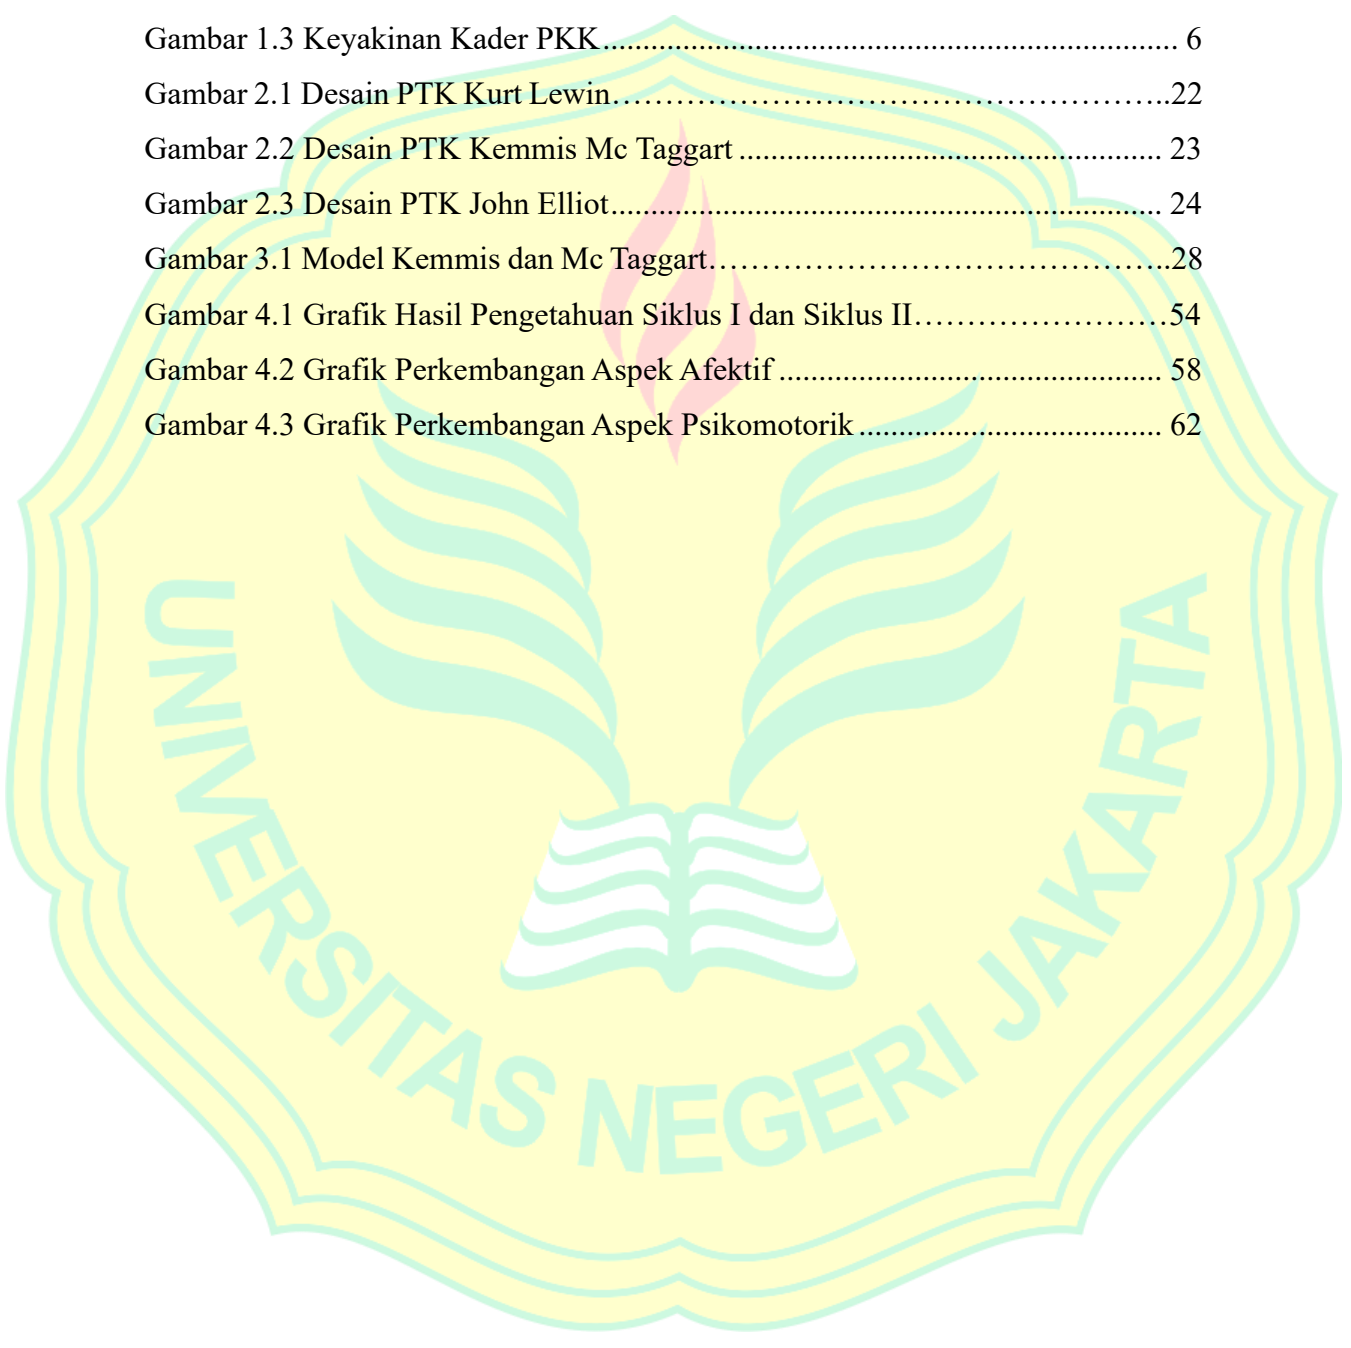 Gambar 1.3 Keyakinan Kader PKK.......................................................................... 6
Gambar 2.1 Desain PTK Kurt Lewin…………………………………………………..22
Gambar 2.2 Desain PTK Kemmis Mc Taggart ...................................................... 23
Gambar 2.3 Desain PTK John Elliot...................................................................... 24
Gambar 3.1 Model Kemmis dan Mc Taggart…………………………………………..28
Gambar 4.1 Grafik Hasil Pengetahuan Siklus I dan Siklus II……………………54
Gambar 4.2 Grafik Perkembangan Aspek Afektif ................................................. 58
Gambar 4.3 Grafik Perkembangan Aspek Psikomotorik ....................................... 62
UNIVERSITAS NEGERI JAKARTA